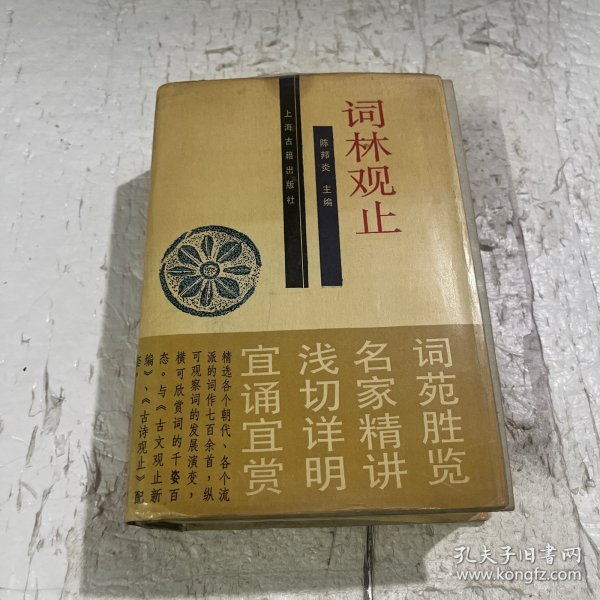 词林观止
陈邦炎 主编
上海古籍出版社
词苑胜览
名家精讲
浅切详明
宜诵宜赏
精选各个朝代、各个流
派的词作七百余首，纵
可观察词的发展演变，
横可欣赏词的千姿百
态。与《古文观止新
编》、《古诗观止》配
套。
孔夫子旧书网
www.kongfz.com